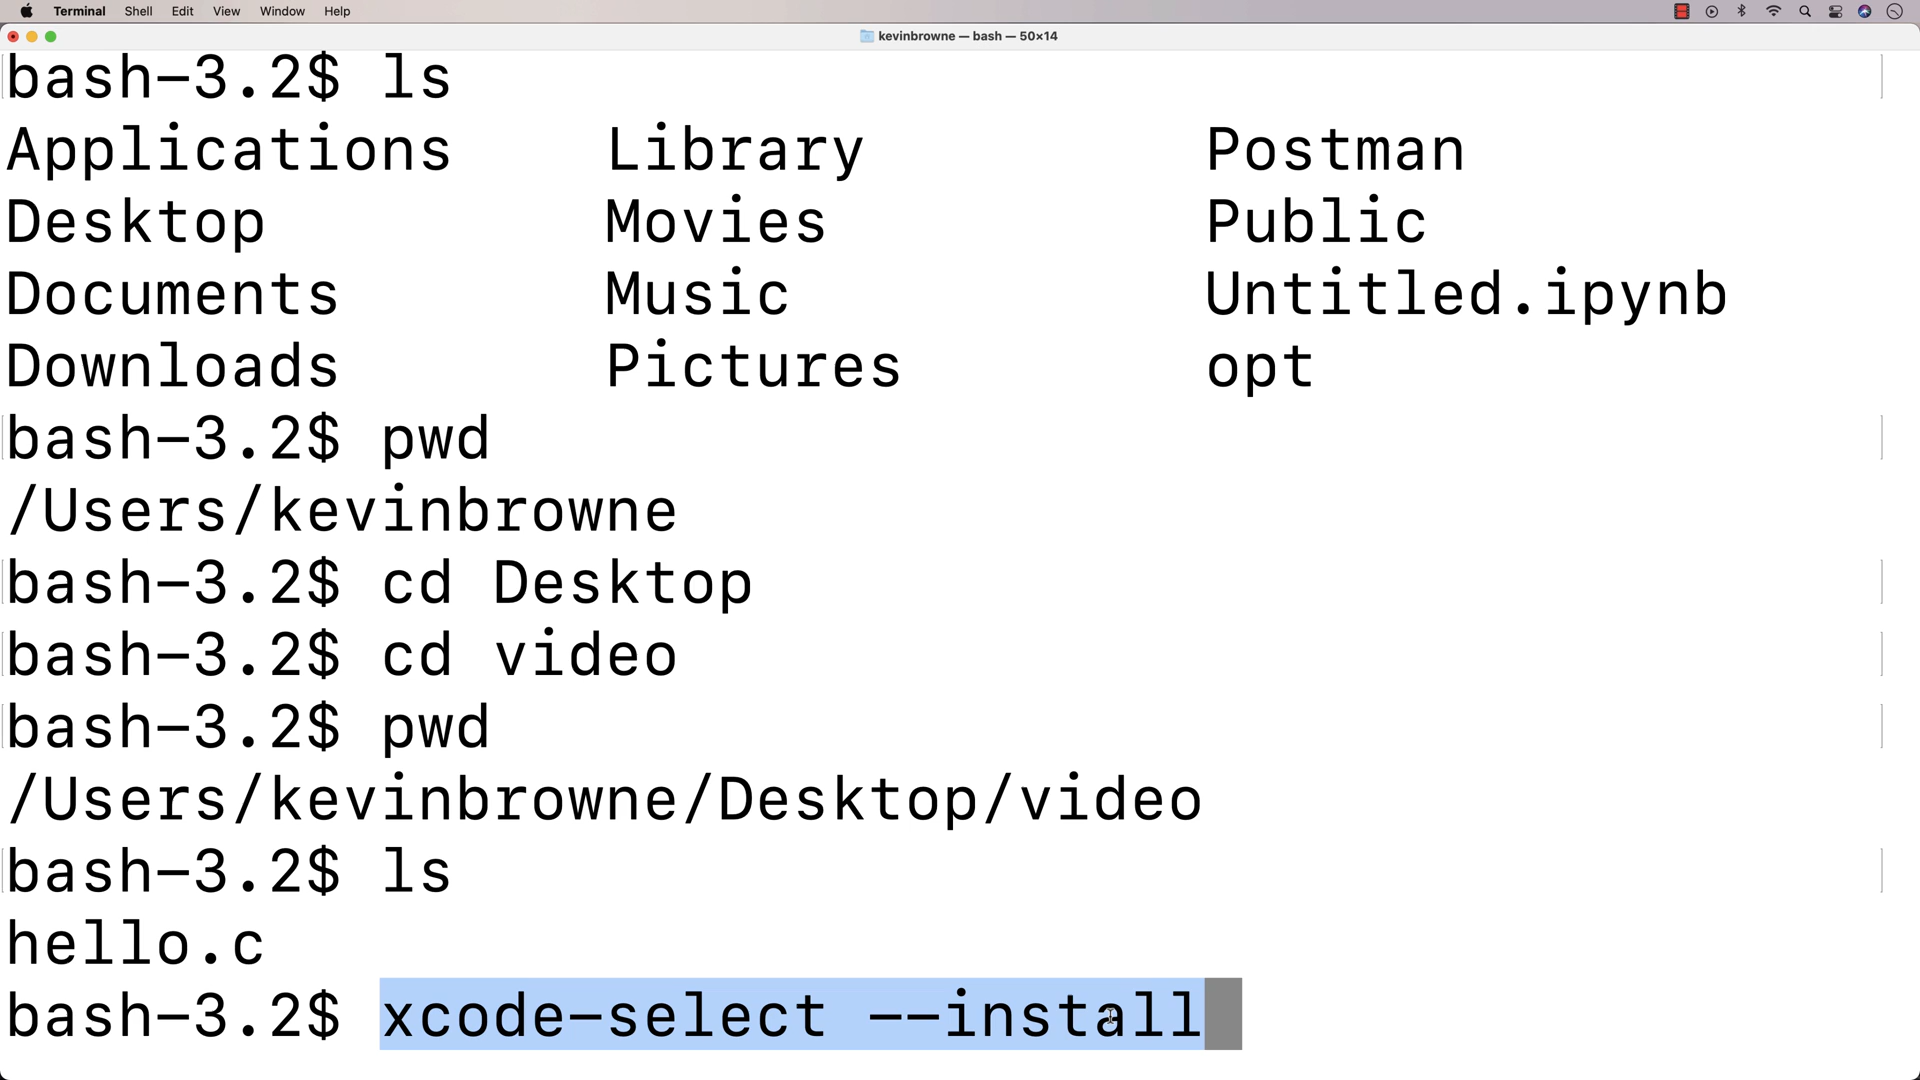 Terminal Shell Edit View Window Help
kevinbrowne — bash — 50×14
bash-3.2$ ls
Applications Library Postman
Desktop Movies Public
Documents Music Untitled.ipynb
Downloads Pictures opt
bash-3.2$ pwd
/Users/kevinbrowne
bash-3.2$ cd Desktop
bash-3.2$ cd video
bash-3.2$ pwd
/Users/kevinbrowne/Desktop/video
bash-3.2$ ls
hello.c
bash-3.2$ xcode-select --install